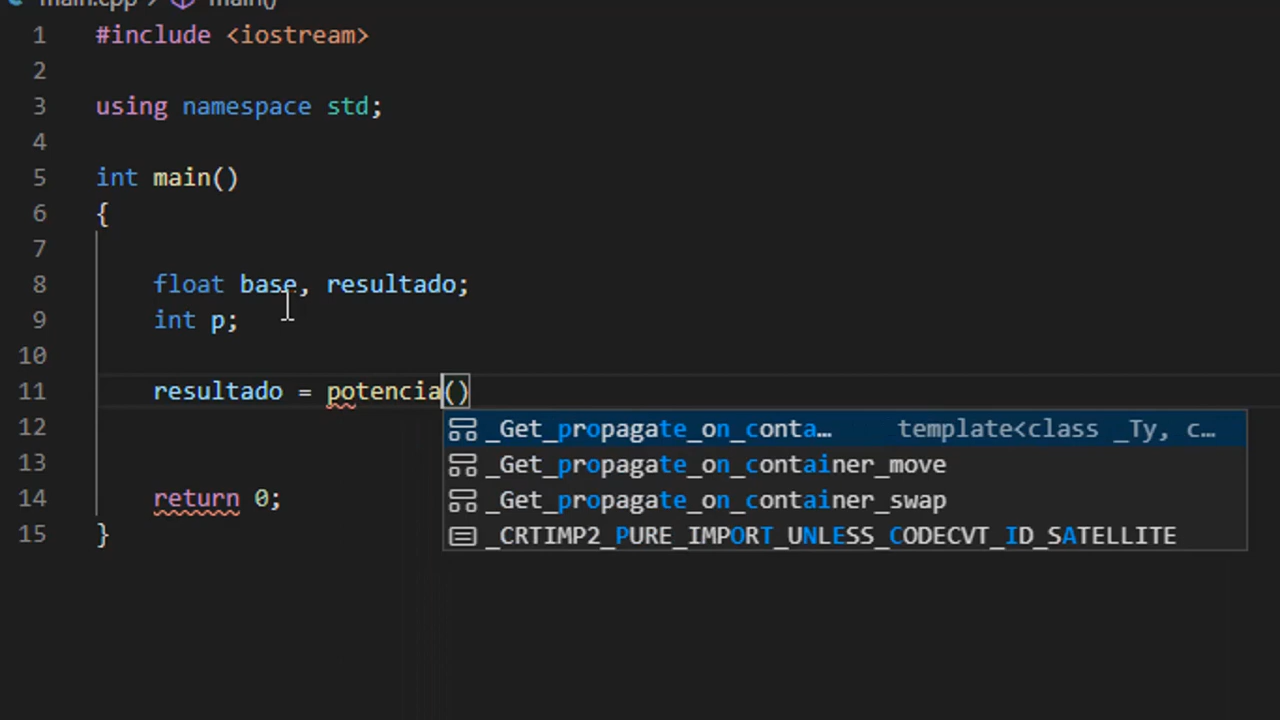 main.cpp > main()
1 #include <iostream>
2
3 using namespace std;
4
5 int main()
6 {
7
8 float base, resultado;
9 int p;
10
11 resultado = potencia()
12 _Get_propagate_on_conta… template<class _Ty, c…
13 _Get_propagate_on_container_move
14 return 0; _Get_propagate_on_container_swap
15 } _CRTIMP2_PURE_IMPORT_UNLESS_CODECVT_ID_SATELLITE